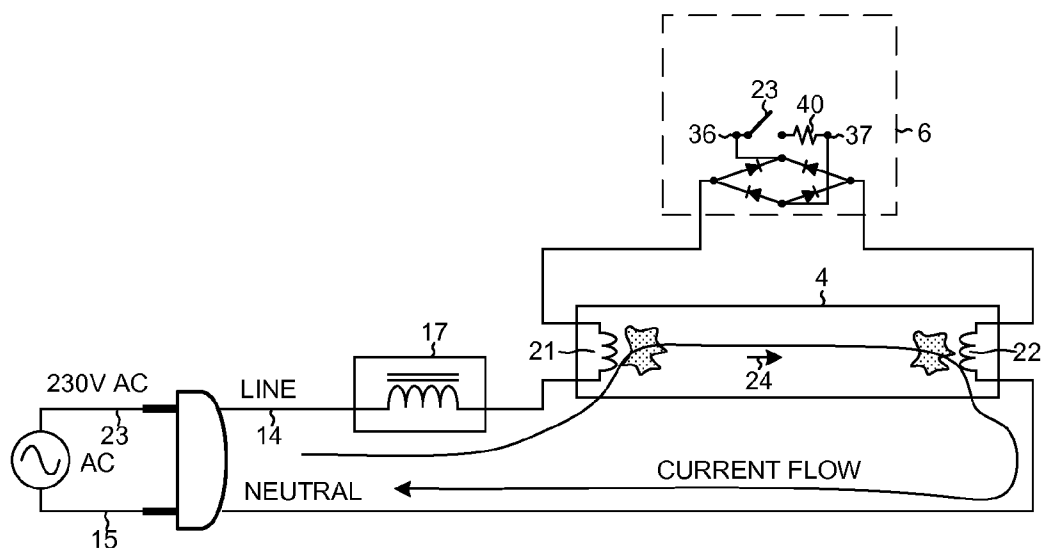 23
40
36
37
6
4
17
21
22
24
230V AC
LINE
23
14
AC
CURRENT FLOW
NEUTRAL
15